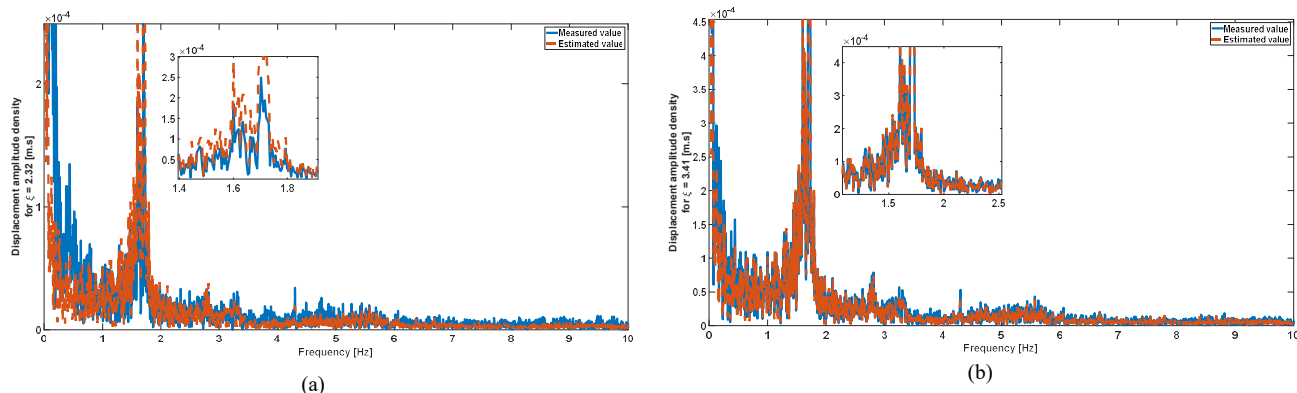 ×10⁻⁴
Displacement amplitude density
for ξ = 2.32 [m.s]
2
1
0
0 1 2 3 4 5 6 7 8 9 10
Frequency [Hz]
Measured value
Estimated value
×10⁻⁴
3
2.5
2
1.5
1
0.5
1.4 1.6 1.8
(a)
×10⁻⁴
Displacement amplitude density
for ξ = 3.41 [m.s]
4.5
4
3.5
3
2.5
2
1.5
1
0.5
0
0 1 2 3 4 5 6 7 8 9 10
Frequency [Hz]
Measured value
Estimated value
×10⁻⁴
4
3
2
1
0
1.5 2 2.5
(b)